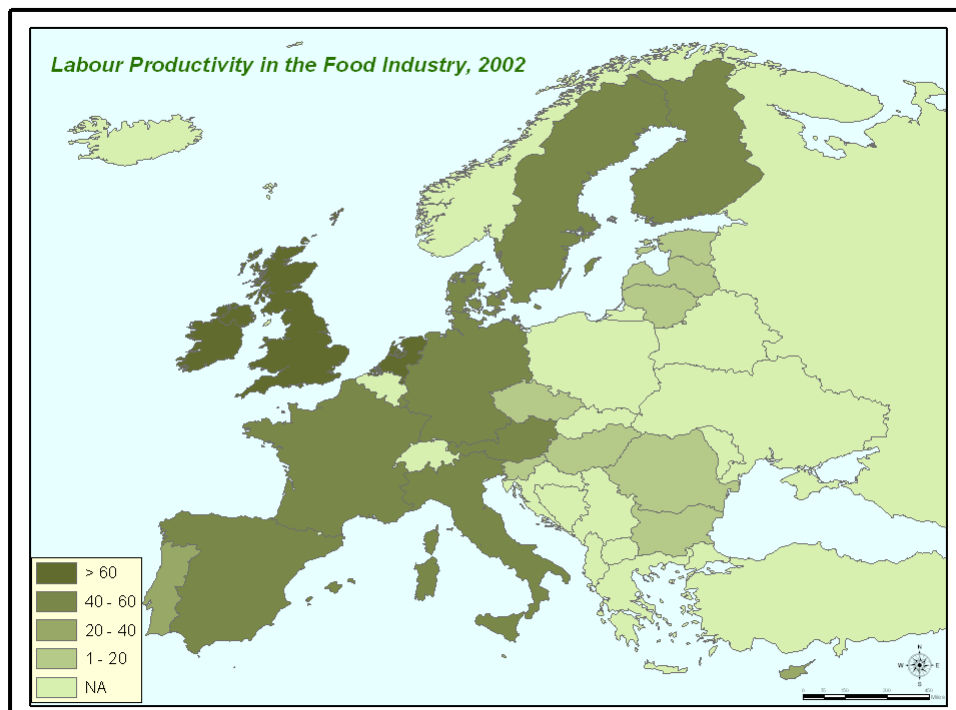 Labour Productivity in the Food Industry, 2002
> 60
40 - 60
20 - 40
1 - 20
NA
N
W
E
S